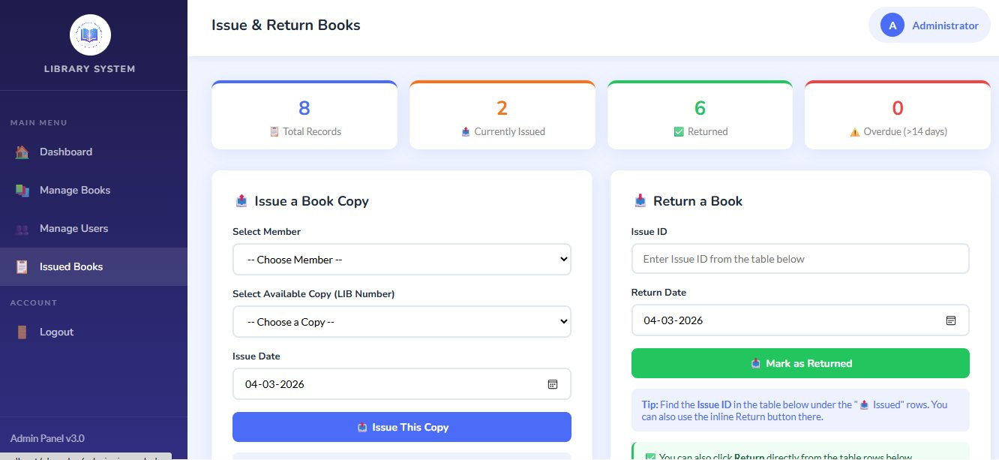 LIBRARY SYSTEM
MAIN MENU
Dashboard
Manage Books
Manage Users
Issued Books
ACCOUNT
Logout
Admin Panel v3.0
Issue & Return Books
A Administrator
8
Total Records
2
Currently Issued
6
Returned
0
Overdue (>14 days)
Issue a Book Copy
Select Member
-- Choose Member --
Select Available Copy (LIB Number)
-- Choose a Copy --
Issue Date
04-03-2026
Issue This Copy
Return a Book
Issue ID
Enter Issue ID from the table below
Return Date
04-03-2026
Mark as Returned
Tip: Find the Issue ID in the table below under the " Issued" rows. You
can also use the inline Return button there.
You can also click Return directly from the table rows below